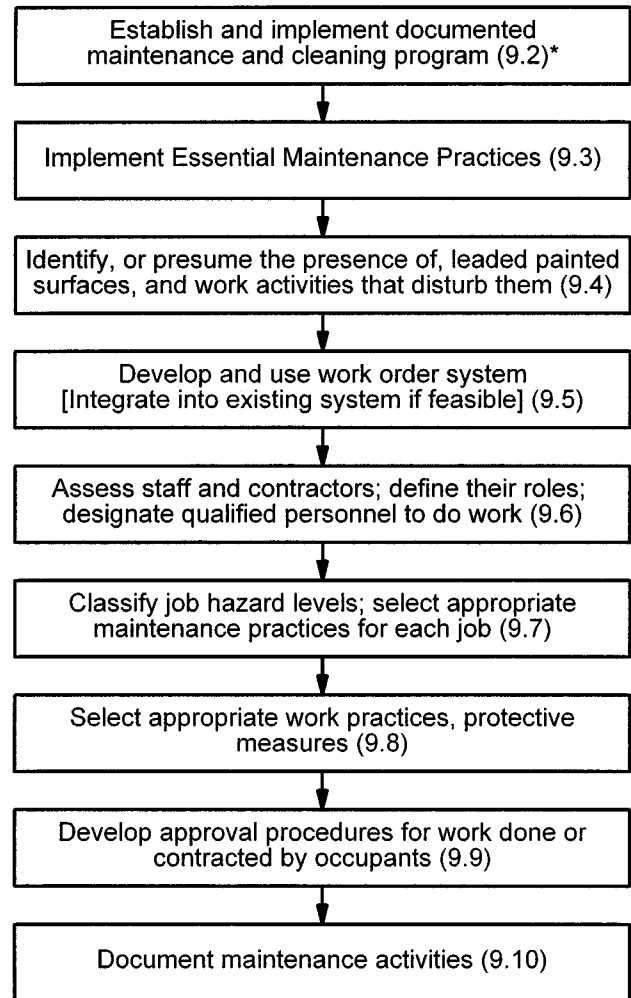 Establish and implement documented
maintenance and cleaning program (9.2)*
Implement Essential Maintenance Practices (9.3)
Identify, or presume the presence of, leaded painted
surfaces, and work activities that disturb them (9.4)
Develop and use work order system
[Integrate into existing system if feasible] (9.5)
Assess staff and contractors; define their roles;
designate qualified personnel to do work (9.6)
Classify job hazard levels; select appropriate
maintenance practices for each job (9.7)
Select appropriate work practices, protective
measures (9.8)
Develop approval procedures for work done or
contracted by occupants (9.9)
Document maintenance activities (9.10)